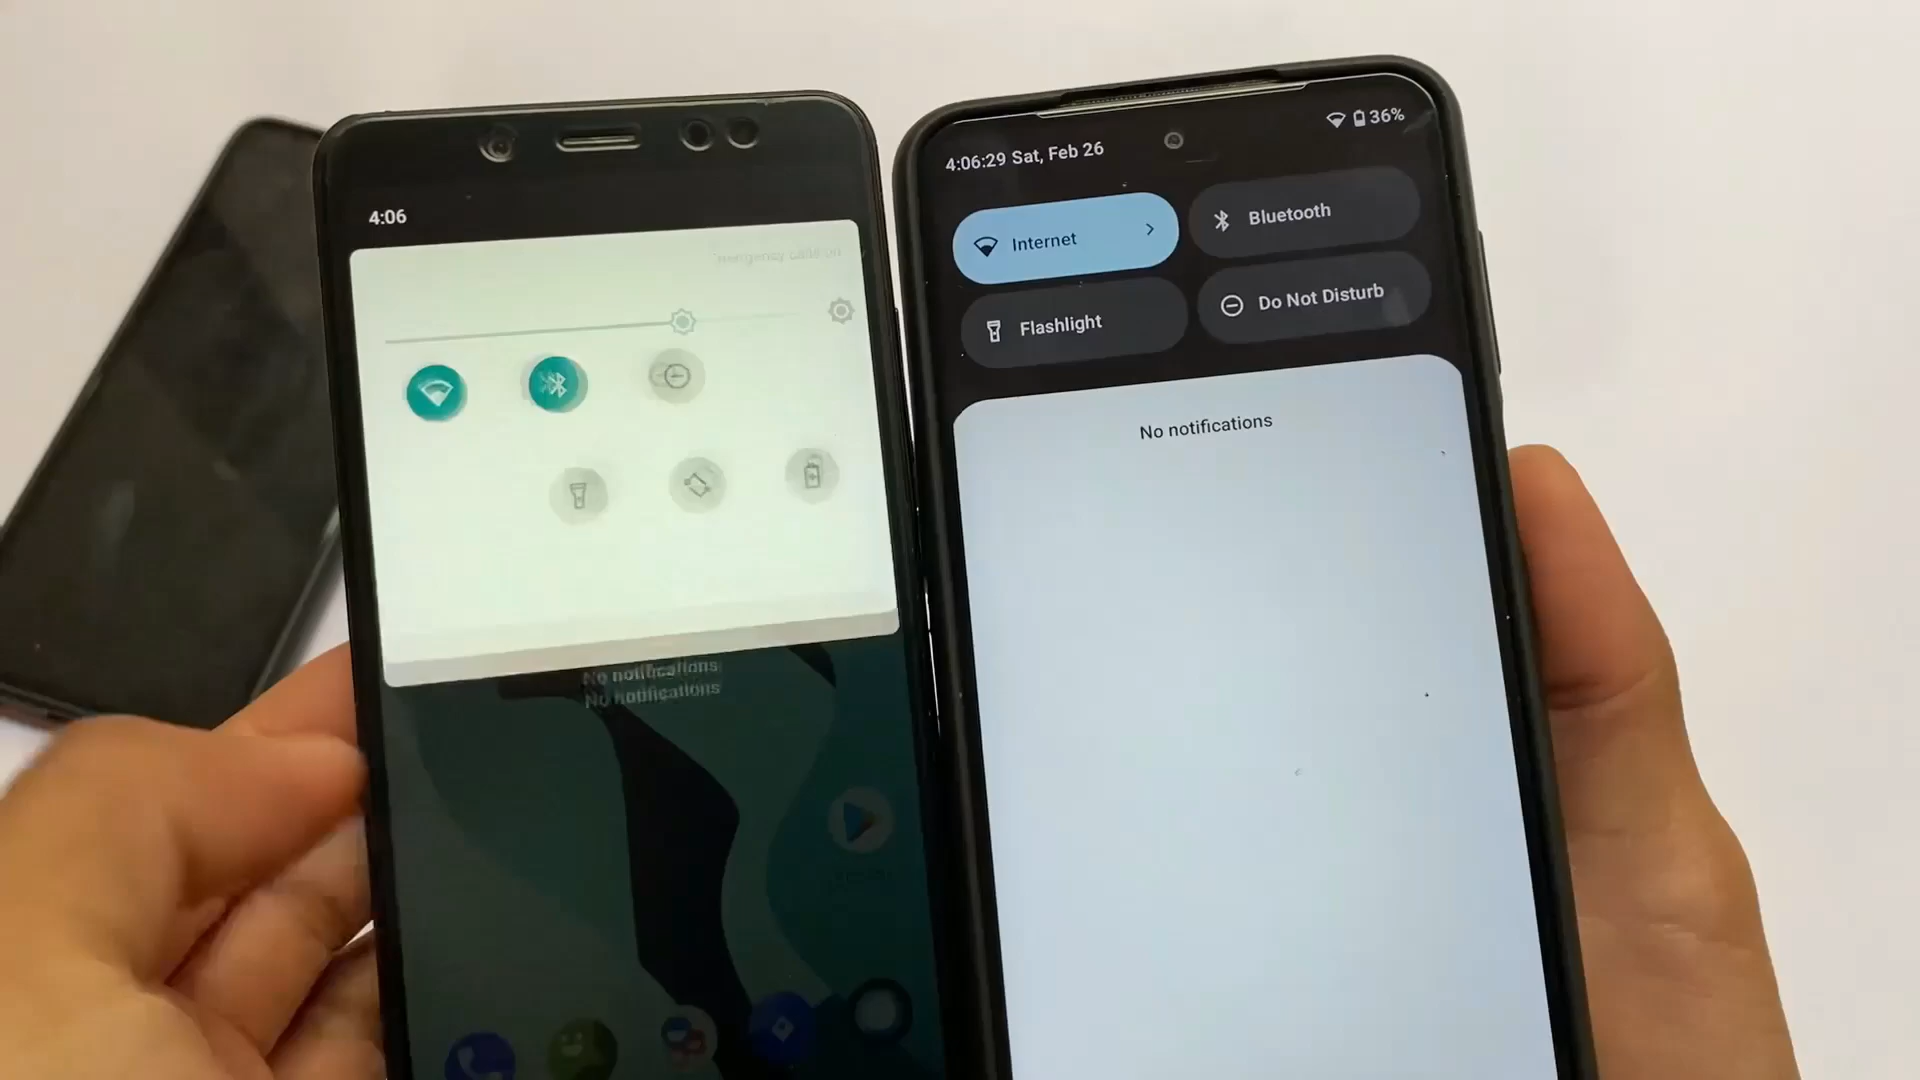 4:06
No notifications
No notifications
4:06:29 Sat, Feb 26
36%
Internet
Bluetooth
Flashlight
Do Not Disturb
No notifications